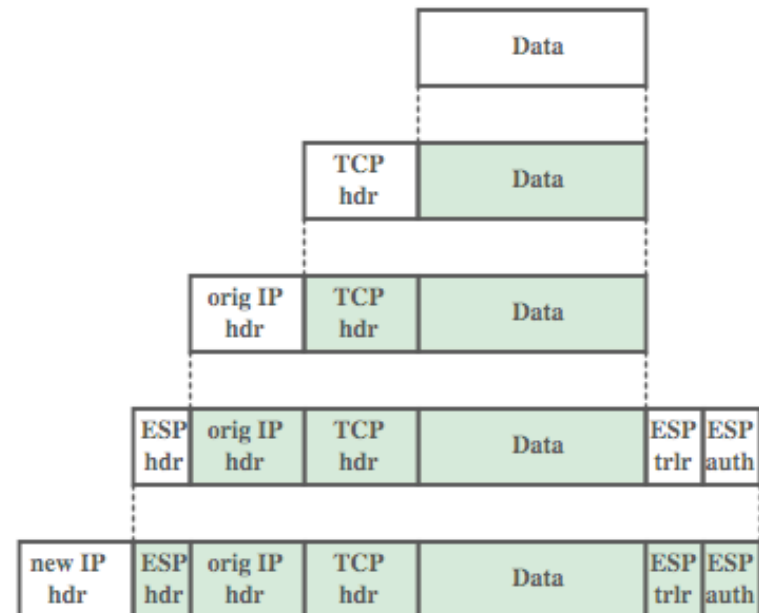 Data
TCP
hdr
Data
orig IP
hdr
TCP
hdr
Data
ESP
hdr
orig IP
hdr
TCP
hdr
Data
ESP
trlr
ESP
auth
new IP
hdr
ESP
hdr
orig IP
hdr
TCP
hdr
Data
ESP
trlr
ESP
auth